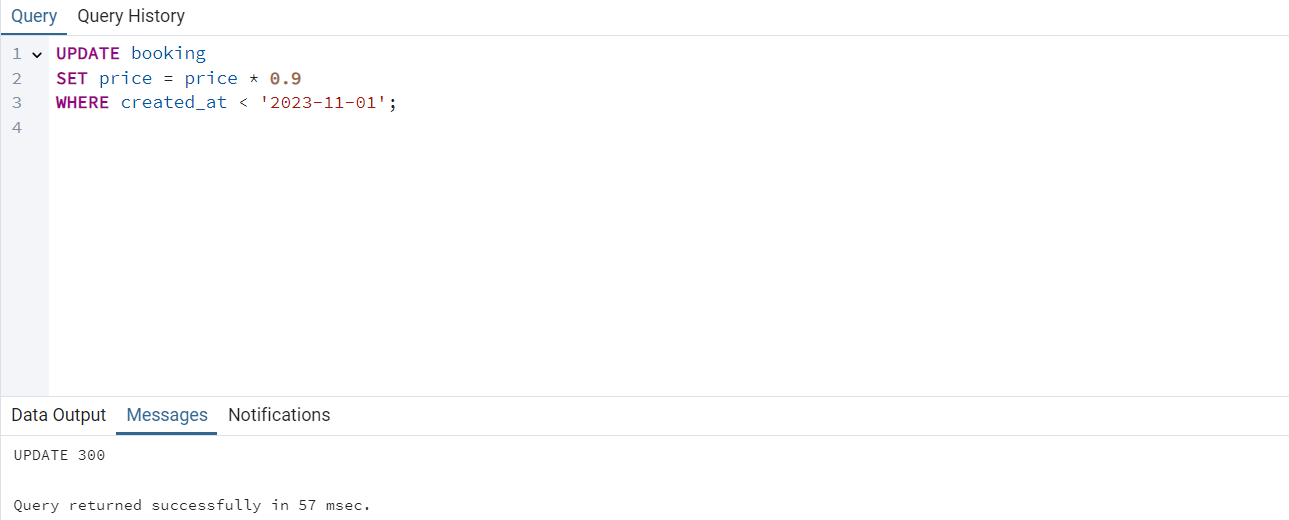 Query Query History
1 UPDATE booking
2 SET price = price * 0.9
3 WHERE created_at < '2023-11-01';
4
Data Output Messages Notifications
UPDATE 300
Query returned successfully in 57 msec.